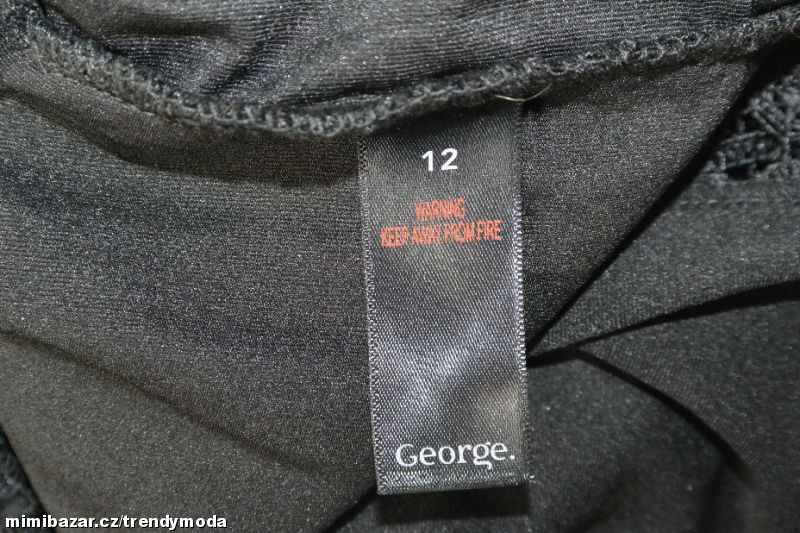 12
WARNING
KEEP AWAY FROM FIRE
George.
mimibazar.cz/trendymoda